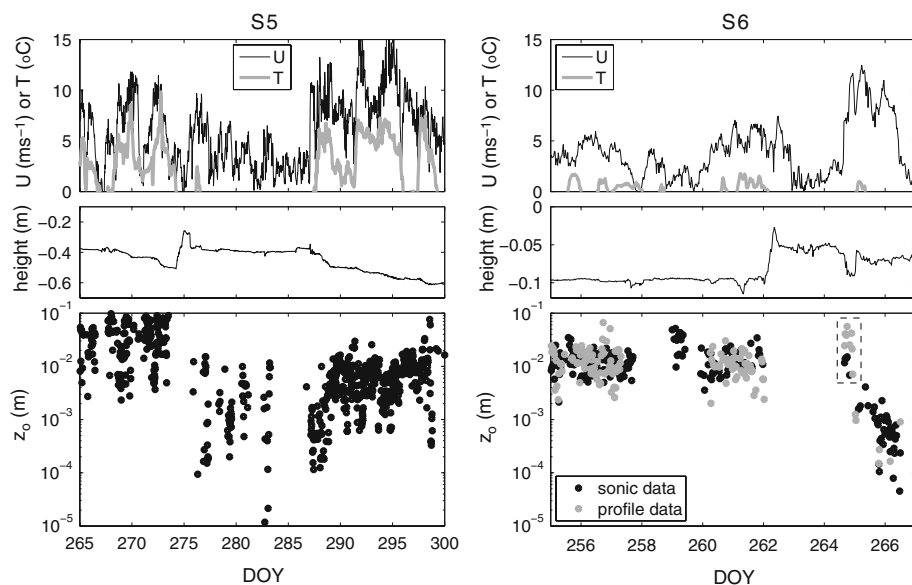 S5
S6
U (ms⁻¹) or T (oC)
15
10
5
0
U
T
U (ms⁻¹) or T (oC)
15
10
5
0
U
T
height (m)
−0.2
−0.4
−0.6
height (m)
0
−0.05
−0.1
z₀ (m)
10⁻¹
10⁻²
10⁻³
10⁻⁴
10⁻⁵
265 270 275 280 285 290 295 300
DOY
z₀ (m)
10⁻¹
10⁻²
10⁻³
10⁻⁴
10⁻⁵
sonic data
profile data
256 258 260 262 264 266
DOY